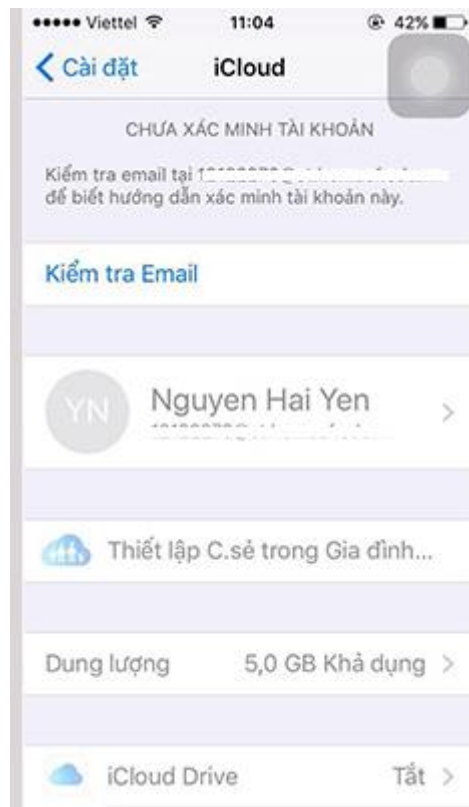 Viettel 11:04 42%
Cài đặt iCloud
CHƯA XÁC MINH TÀI KHOẢN
Kiểm tra email tại
để biết hướng dẫn xác minh tài khoản này.
Kiểm tra Email
YN Nguyen Hai Yen
Thiết lập C.sẻ trong Gia đình...
Dung lượng 5,0 GB Khả dụng
iCloud Drive Tắt